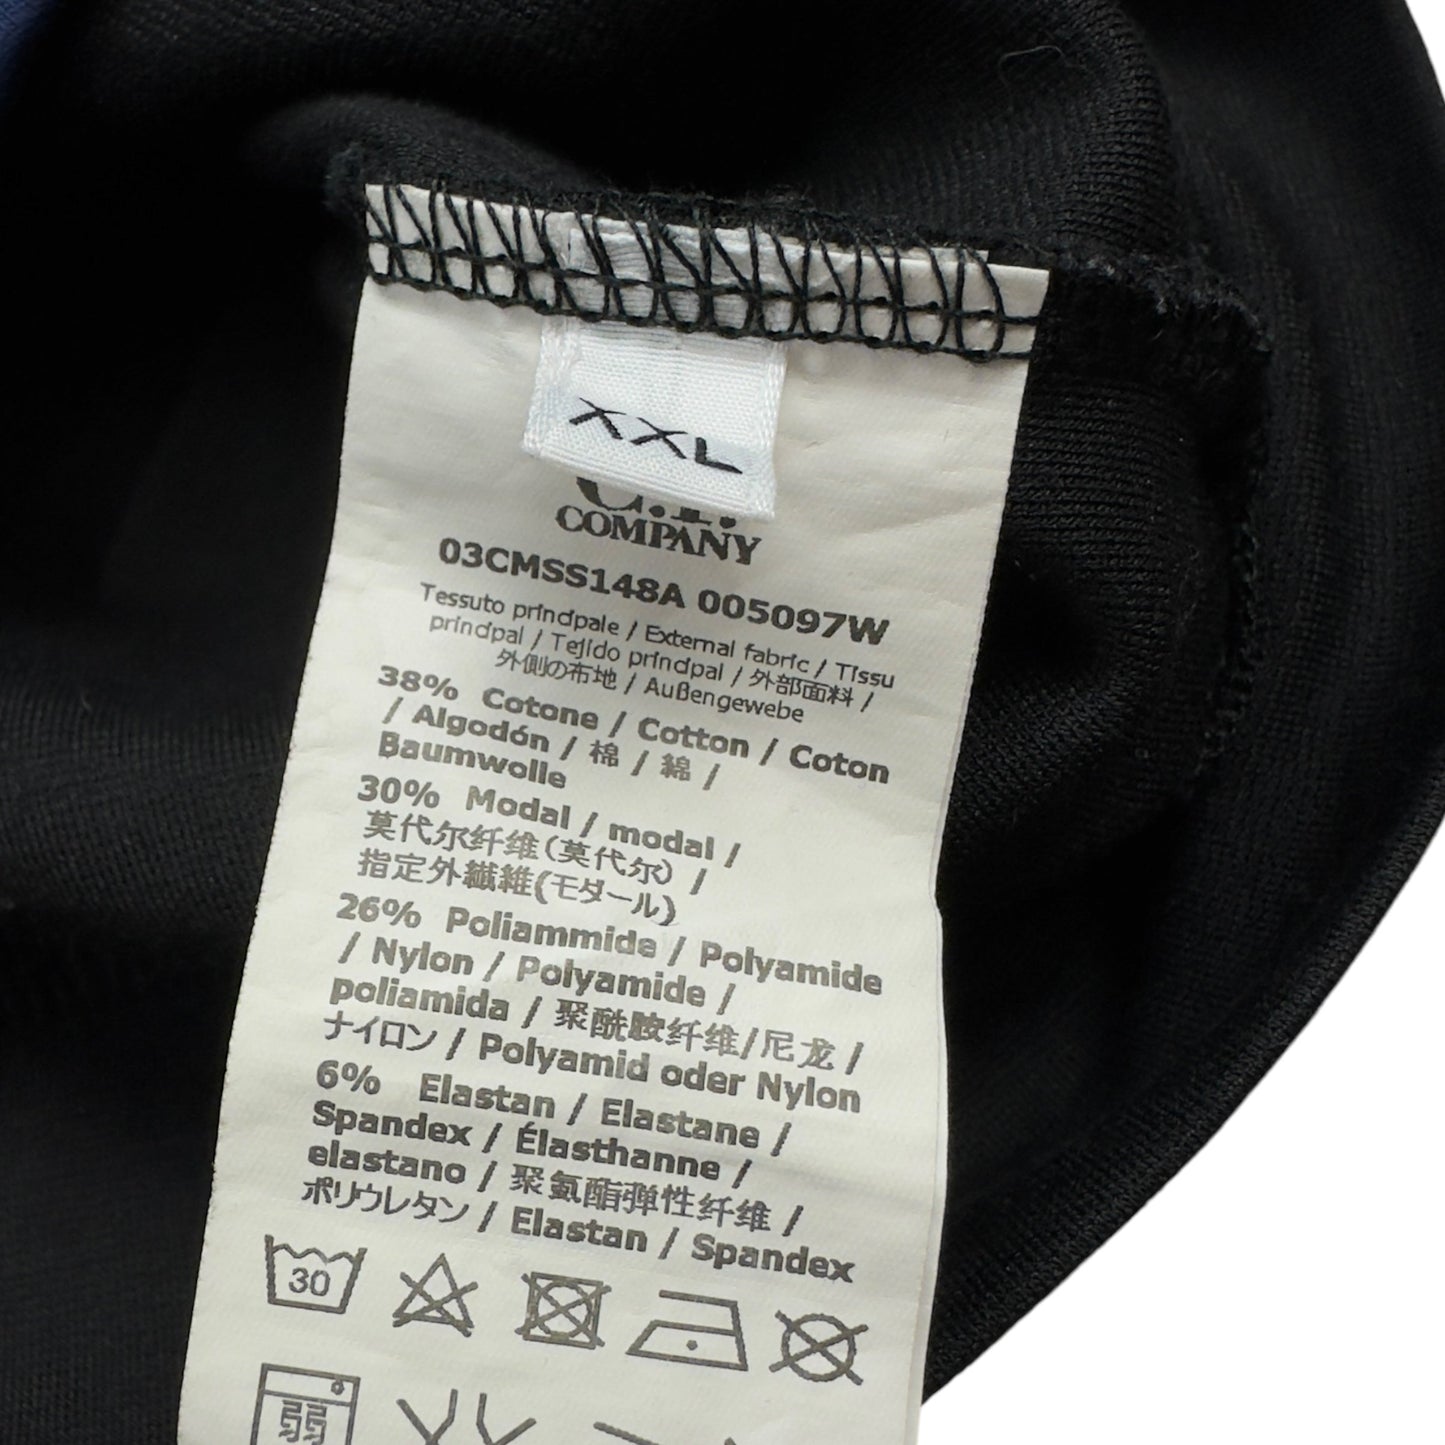 XXL
C.P.
COMPANY
03CMSS148A 005097W
Tessuto principale / External fabric / Tissu
principal / Tejido principal / 外部面料 /
外側の布地 / Außengewebe
38% Cotone / Cotton / Coton
/ Algodón / 棉 / 綿 /
Baumwolle
30% Modal / modal /
莫代尔纤维(莫代尔) /
指定外繊維(モダール)
26% Poliammide / Polyamide
/ Nylon / Polyamide /
poliamida / 聚酰胺纤维/尼龙 /
ナイロン / Polyamid oder Nylon
6% Elastan / Elastane /
Spandex / Élasthanne /
elastano / 聚氨酯弹性纤维 /
ポリウレタン / Elastan / Spandex
30
弱